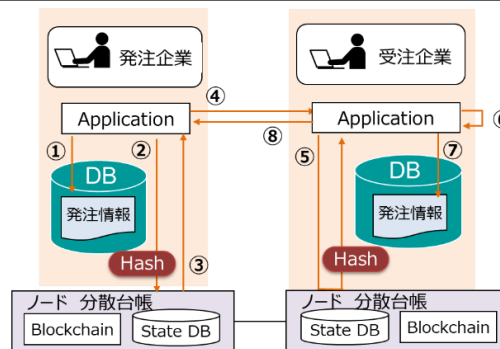 発注企業
受注企業
④
Application
Application
⑧
①
②
⑤
⑦
DB
DB
発注情報
発注情報
Hash
Hash
③
ノード 分散台帳
ノード 分散台帳
Blockchain
State DB
State DB
Blockchain